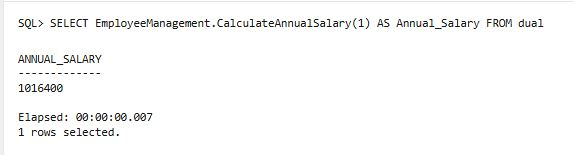 SQL> SELECT EmployeeManagement.CalculateAnnualSalary(1) AS Annual_Salary FROM dual
ANNUAL_SALARY
-------------
1016400
Elapsed: 00:00:00.007
1 rows selected.